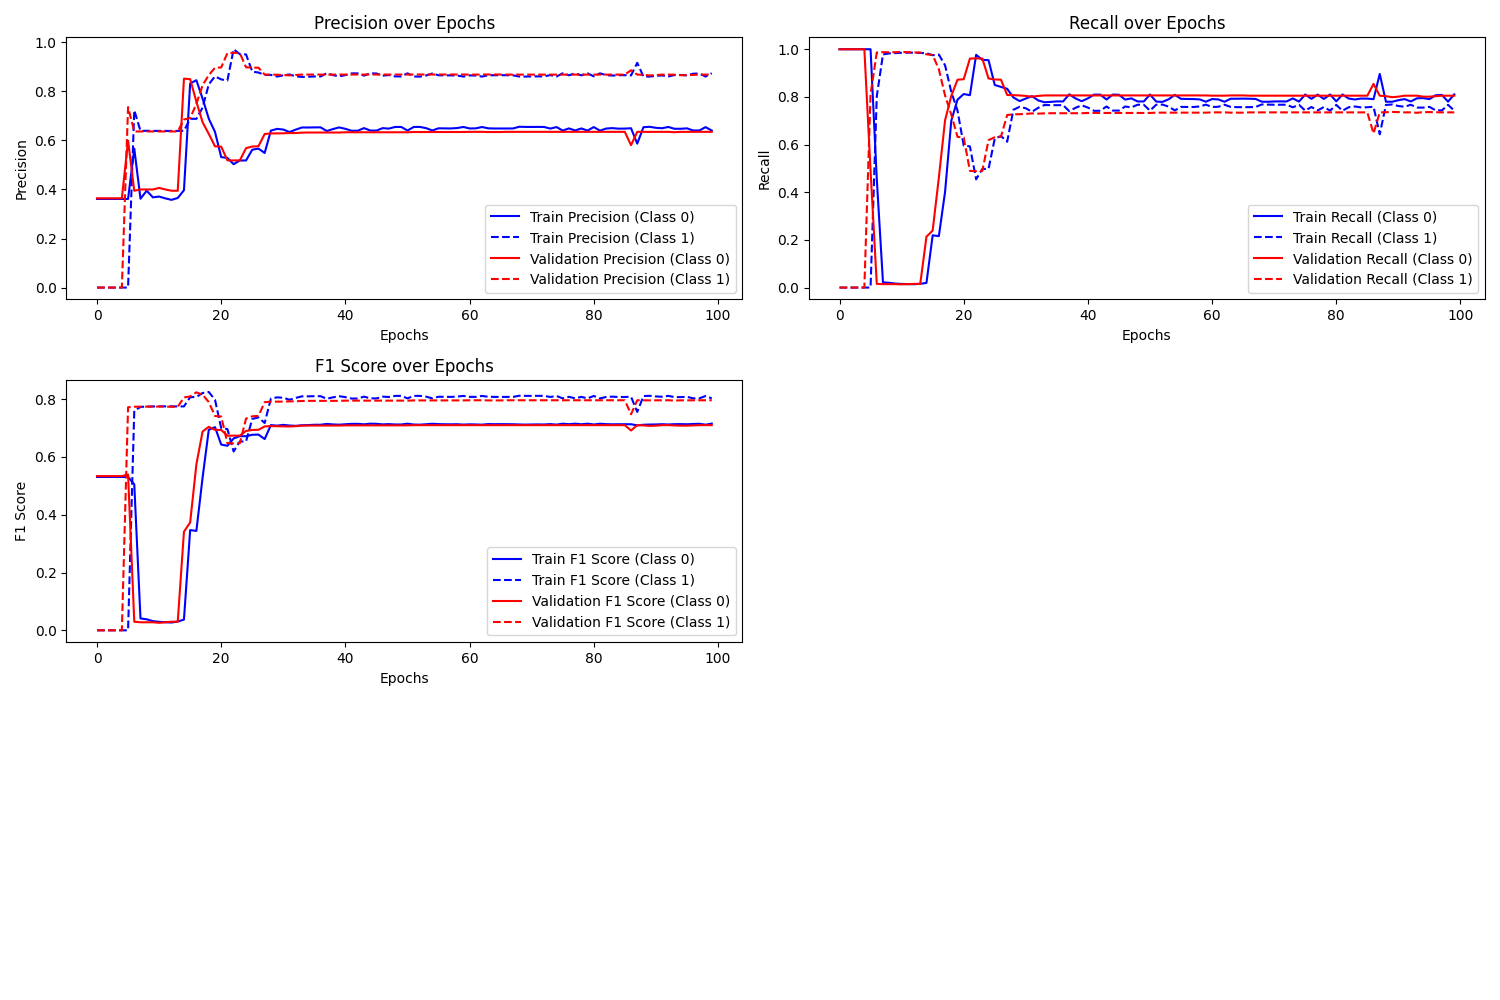 Precision over Epochs
1.0
0.8
0.6
0.4
0.2
0.0
Precision
Train Precision (Class 0)
Train Precision (Class 1)
Validation Precision (Class 0)
Validation Precision (Class 1)
0 20 40 60 80 100
Epochs
Recall over Epochs
1.0
0.8
0.6
0.4
0.2
0.0
Recall
Train Recall (Class 0)
Train Recall (Class 1)
Validation Recall (Class 0)
Validation Recall (Class 1)
0 20 40 60 80 100
Epochs
F1 Score over Epochs
0.8
0.6
0.4
0.2
0.0
F1 Score
Train F1 Score (Class 0)
Train F1 Score (Class 1)
Validation F1 Score (Class 0)
Validation F1 Score (Class 1)
0 20 40 60 80 100
Epochs